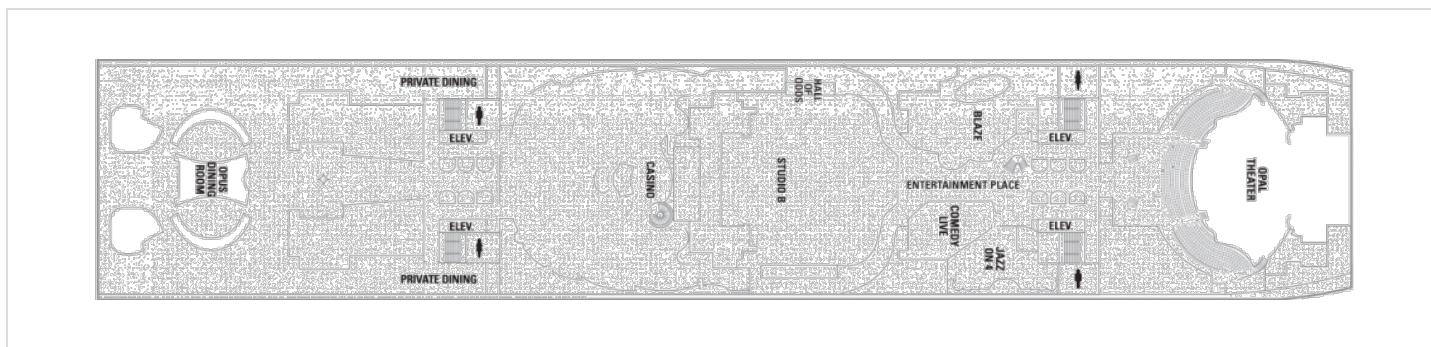 PRIVATE DINING
ELEV.
OPUS
DINING
ROOM
ELEV.
PRIVATE DINING
CASINO
STUDIO B
HALL
OF
ODDS
BLAZE
ELEV.
ENTERTAINMENT PLACE
COMEDY
LIVE
JAZZ
ON 4
ELEV.
OPAL
THEATER